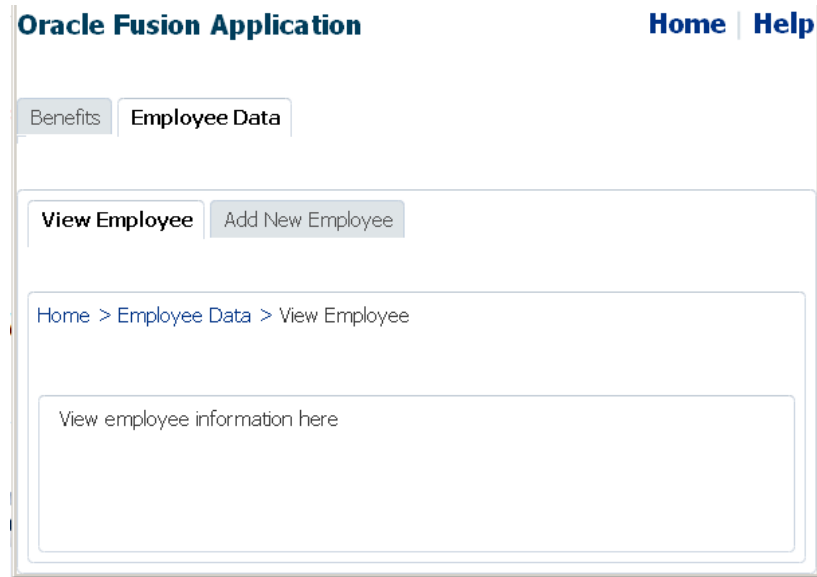 Oracle Fusion Application Home | Help
Benefits Employee Data
View Employee Add New Employee
Home > Employee Data > View Employee
View employee information here